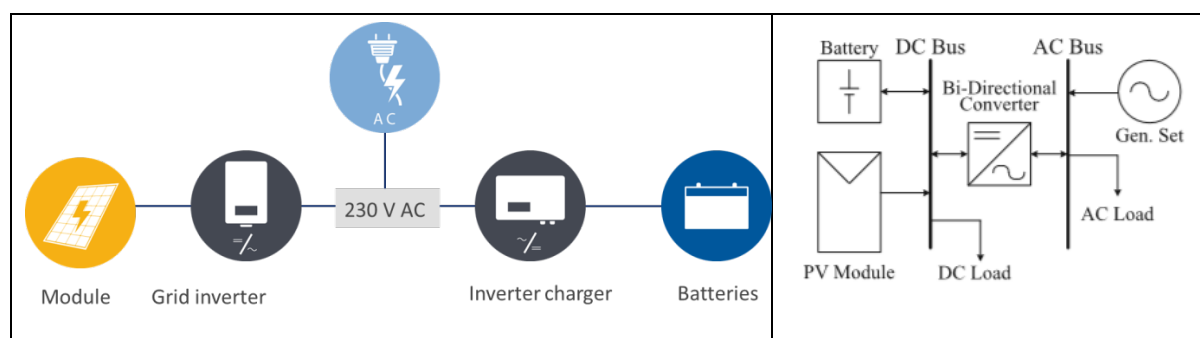 A C
230 V AC
Module
Grid inverter
Inverter charger
Batteries
Battery
DC Bus
AC Bus
Bi-Directional
Converter
Gen. Set
AC Load
PV Module
DC Load